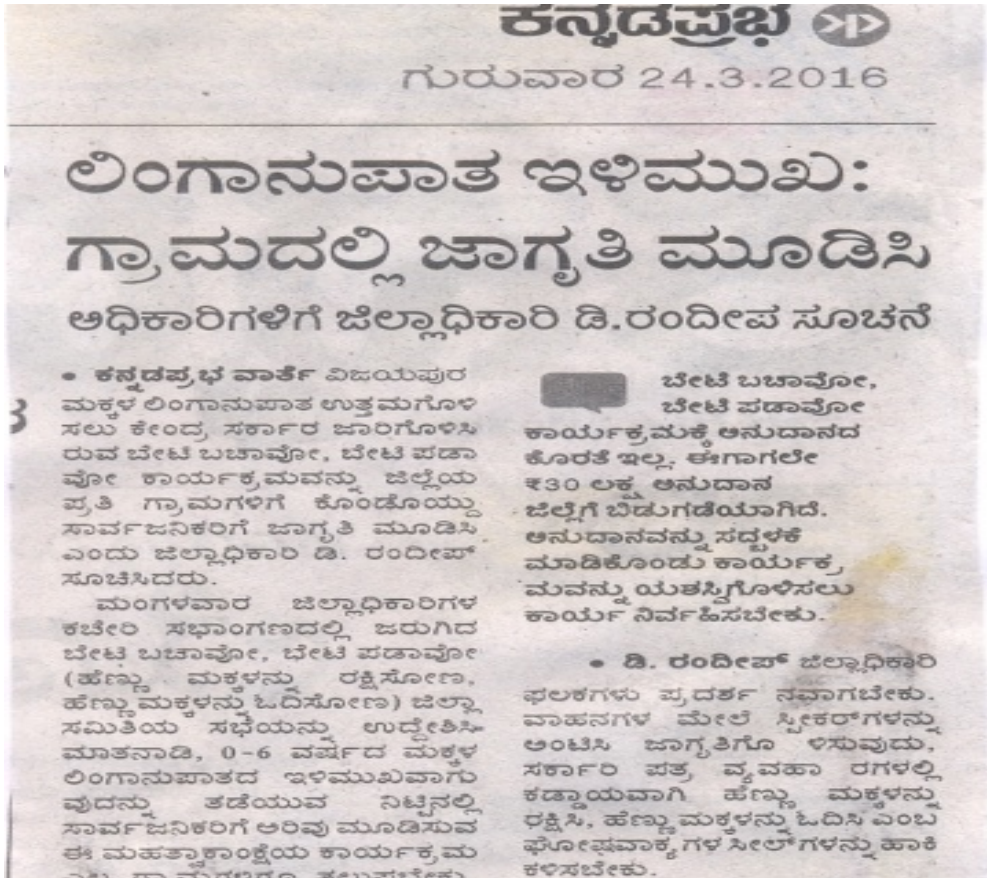 ಕನ್ನಡಪ್ರಭ
ಗುರುವಾರ 24.3.2016
ಲಿಂಗಾನುಪಾತ ಇಳಿಮುಖ:
ಗ್ರಾಮದಲ್ಲಿ ಜಾಗೃತಿ ಮೂಡಿಸಿ
ಅಧಿಕಾರಿಗಳಿಗೆ ಜಿಲ್ಲಾಧಿಕಾರಿ ಡಿ.ರಂದೀಪ ಸೂಚನೆ
• ಕನ್ನಡಪ್ರಭ ವಾರ್ತೆ ವಿಜಯಪುರ
ಮಕ್ಕಳ ಲಿಂಗಾನುಪಾತ ಉತ್ತಮಗೊಳಿ
ಸಲು ಕೇಂದ್ರ ಸರ್ಕಾರ ಜಾರಿಗೊಳಿಸಿ
ರುವ ಬೇಟಿ ಬಚಾವೋ, ಬೇಟಿ ಪಡಾ
ವೋ ಕಾರ್ಯಕ್ರಮವನ್ನು ಜಿಲ್ಲೆಯ
ಪ್ರತಿ ಗ್ರಾಮಗಳಿಗೆ ಕೊಂಡೊಯ್ದು
ಸಾರ್ವಜನಿಕರಿಗೆ ಜಾಗೃತಿ ಮೂಡಿಸಿ
ಎಂದು ಜಿಲ್ಲಾಧಿಕಾರಿ ಡಿ. ರಂದೀಪ್
ಸೂಚಿಸಿದರು.
ಮಂಗಳವಾರ ಜಿಲ್ಲಾಧಿಕಾರಿಗಳ
ಕಚೇರಿ ಸಭಾಂಗಣದಲ್ಲಿ ಜರುಗಿದ
ಬೇಟಿ ಬಚಾವೋ, ಬೇಟಿ ಪಡಾವೋ
(ಹೆಣ್ಣು ಮಕ್ಕಳನ್ನು ರಕ್ಷಿಸೋಣ,
ಹೆಣ್ಣುಮಕ್ಕಳನ್ನು ಓದಿಸೋಣ) ಜಿಲ್ಲಾ
ಸಮಿತಿಯ ಸಭೆಯನ್ನು ಉದ್ದೇಶಿಸಿ
ಮಾತನಾಡಿ, 0-6 ವರ್ಷದ ಮಕ್ಕಳ
ಲಿಂಗಾನುಪಾತದ ಇಳಿಮುಖವಾಗು
ವುದನ್ನು ತಡೆಯುವ ನಿಟ್ಟಿನಲ್ಲಿ
ಸಾರ್ವಜನಿಕರಿಗೆ ಅರಿವು ಮೂಡಿಸುವ
ಈ ಮಹತ್ವಾಕಾಂಕ್ಷೆಯ ಕಾರ್ಯಕ್ರಮ
ಬೇಟಿ ಬಚಾವೋ,
ಬೇಟಿ ಪಡಾವೋ
ಕಾರ್ಯಕ್ರಮಕ್ಕೆ ಅನುದಾನದ
ಕೊರತೆ ಇಲ್ಲ. ಈಗಾಗಲೇ
₹30 ಲಕ್ಷ ಅನುದಾನ
ಜಿಲ್ಲೆಗೆ ಬಿಡುಗಡೆಯಾಗಿದೆ.
ಅನುದಾನವನ್ನು ಸದ್ಬಳಕೆ
ಮಾಡಿಕೊಂಡು ಕಾರ್ಯಕ್ರ
ಮವನ್ನು ಯಶಸ್ವಿಗೊಳಿಸಲು
ಕಾರ್ಯ ನಿರ್ವಹಿಸಬೇಕು.
• ಡಿ. ರಂದೀಪ್ ಜಿಲ್ಲಾಧಿಕಾರಿ
ಫಲಕಗಳು ಪ್ರದರ್ಶ ನವಾಗಬೇಕು.
ವಾಹನಗಳ ಮೇಲೆ ಸ್ಟೀಕರ್‌ಗಳನ್ನು
ಅಂಟಿಸಿ ಜಾಗೃತಿಗೊ ಳಿಸುವುದು,
ಸರ್ಕಾರಿ ಪತ್ರ ವ್ಯವಹಾ ರಗಳಲ್ಲಿ
ಕಡ್ಡಾಯವಾಗಿ ಹೆಣ್ಣು ಮಕ್ಕಳನ್ನು
ರಕ್ಷಿಸಿ, ಹೆಣ್ಣುಮಕ್ಕಳನ್ನು ಓದಿಸಿ ಎಂಬ
ಘೋಷವಾಕ್ಯಗಳ ಸೀಲ್‌ಗಳನ್ನು ಹಾಕಿ
ಕಳಿಸಬೇಕು.